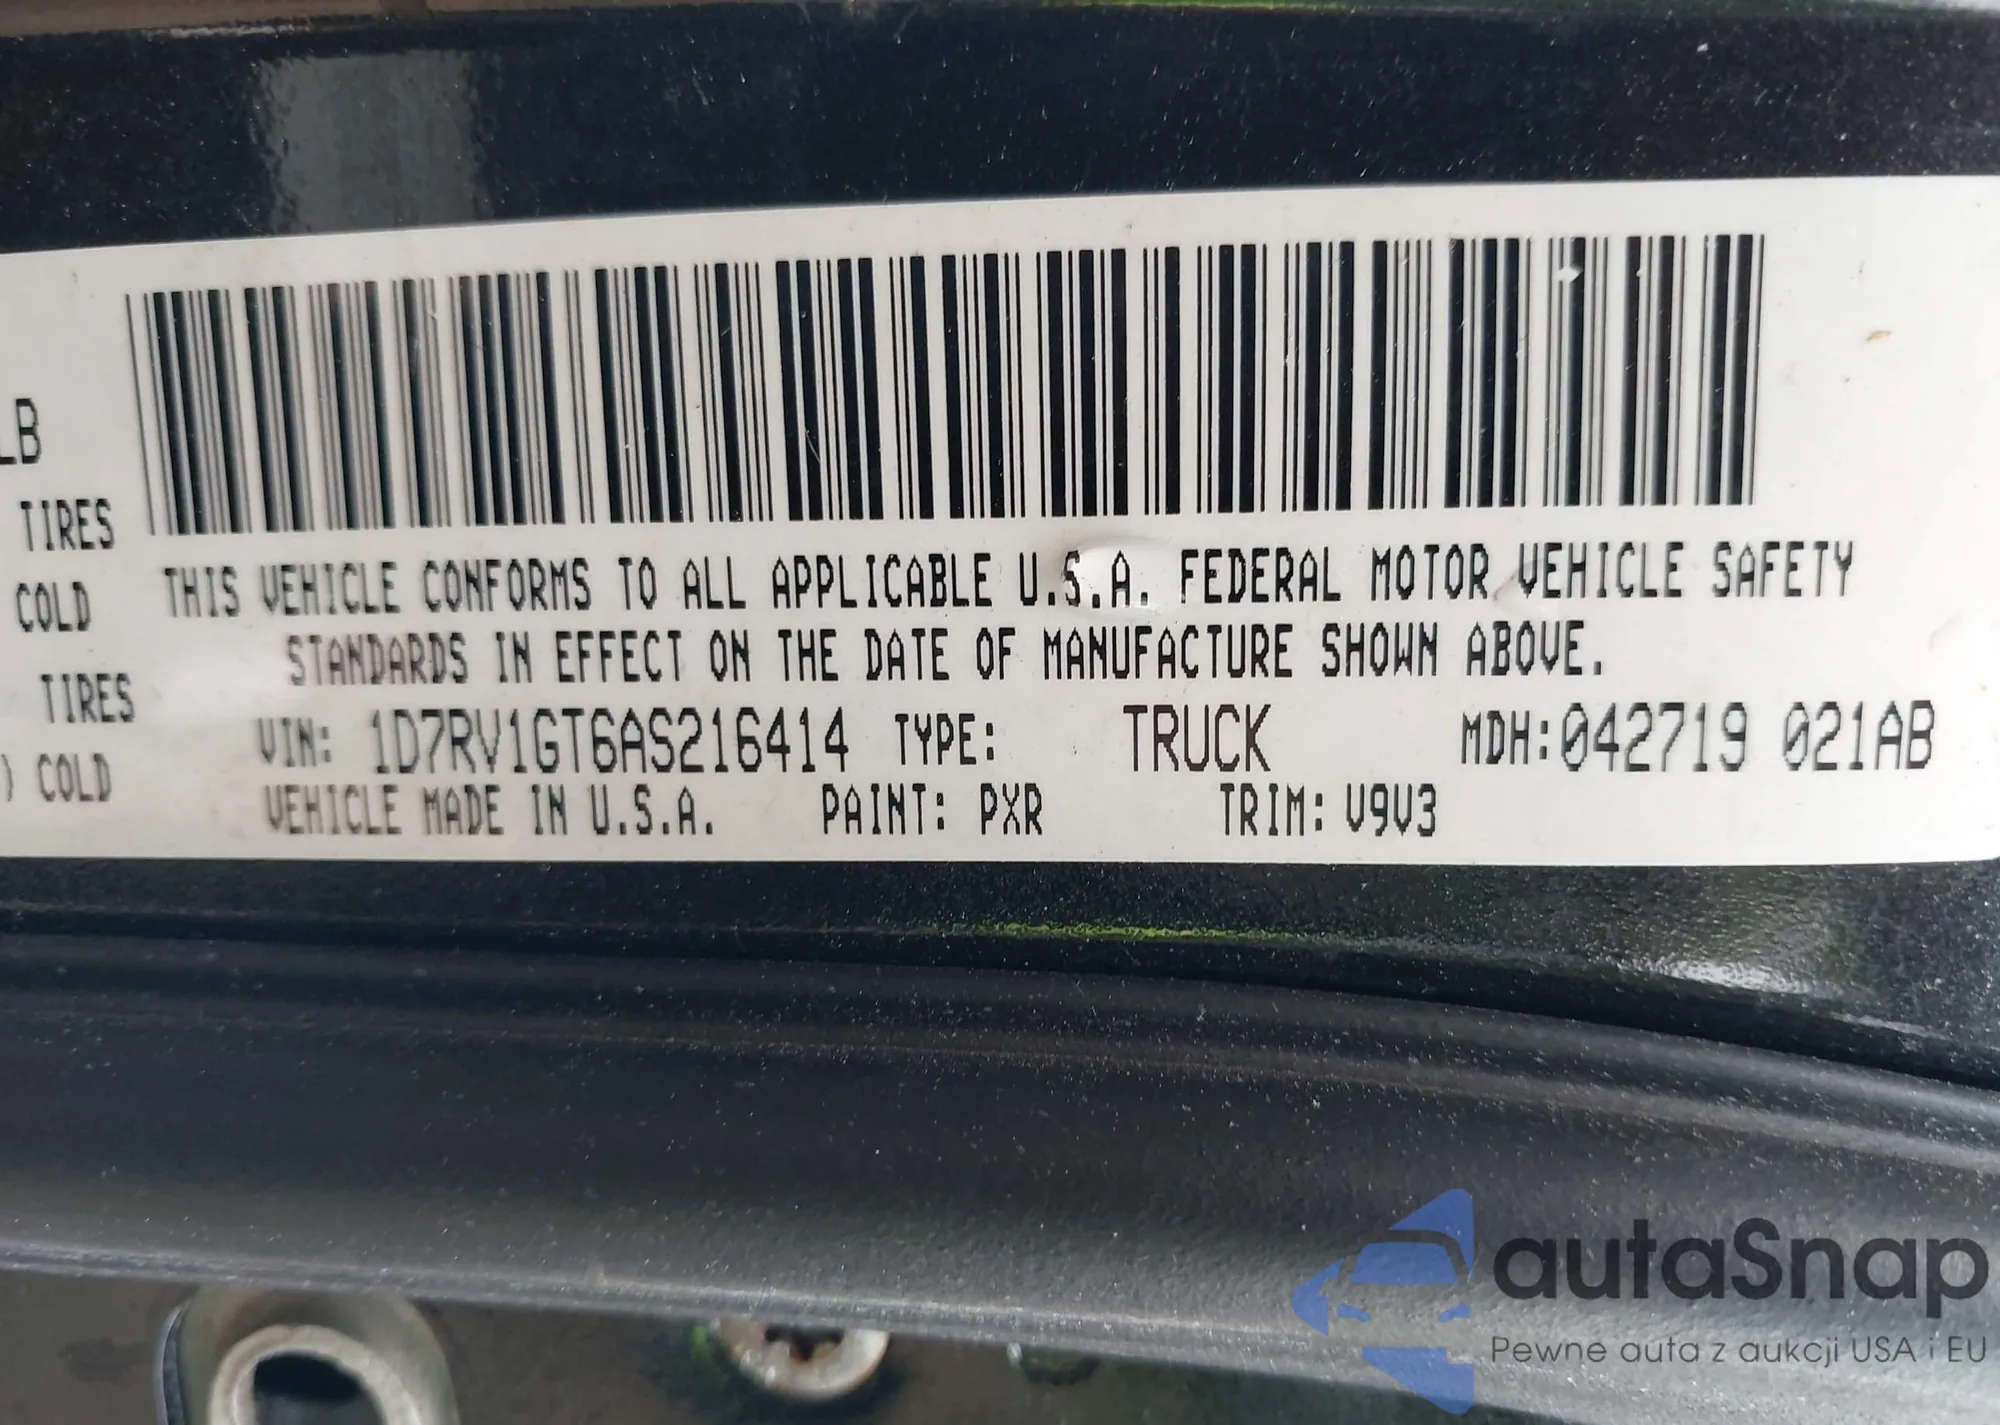 LB
TIRES
COLD
TIRES
) COLD
THIS VEHICLE CONFORMS TO ALL APPLICABLE U.S.A. FEDERAL MOTOR VEHICLE SAFETY
STANDARDS IN EFFECT ON THE DATE OF MANUFACTURE SHOWN ABOVE.
VIN: 1D7RV1GT6AS216414 TYPE: TRUCK MDH:042719 021AB
VEHICLE MADE IN U.S.A. PAINT: PXR TRIM: V9V3
autaSnap
Pewne auta z aukcji USA i EU